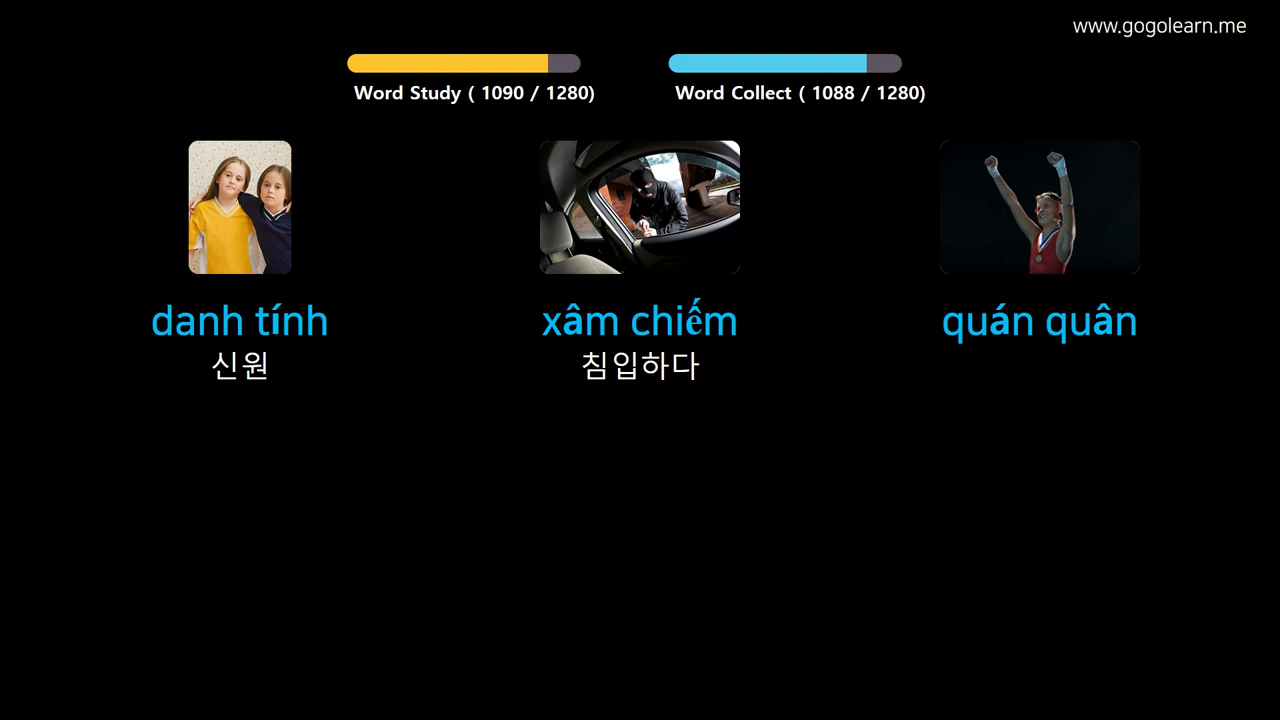 www.gogolearn.me
Word Study ( 1090 / 1280)
Word Collect ( 1088 / 1280)
danh tính
신원
xâm chiếm
침입하다
quán quân